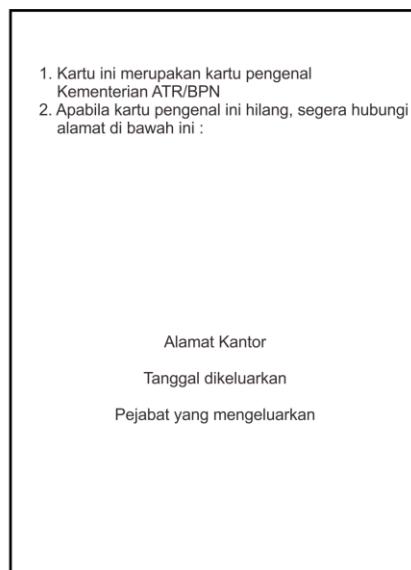 1. Kartu ini merupakan kartu pengenal
Kementerian ATR/BPN
2. Apabila kartu pengenal ini hilang, segera hubungi
alamat di bawah ini :
Alamat Kantor
Tanggal dikeluarkan
Pejabat yang mengeluarkan